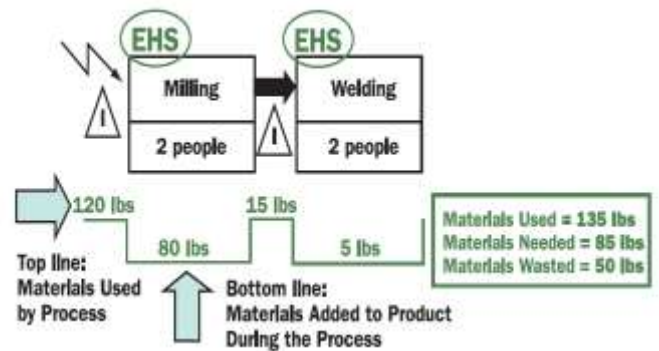 EHS
EHS
Milling
Welding
I
I
2 people
2 people
120 lbs
15 lbs
80 lbs
5 lbs
Materials Used = 135 lbs
Materials Needed = 85 lbs
Materials Wasted = 50 lbs
Top line:
Materials Used
by Process
Bottom line:
Materials Added to Product
During the Process